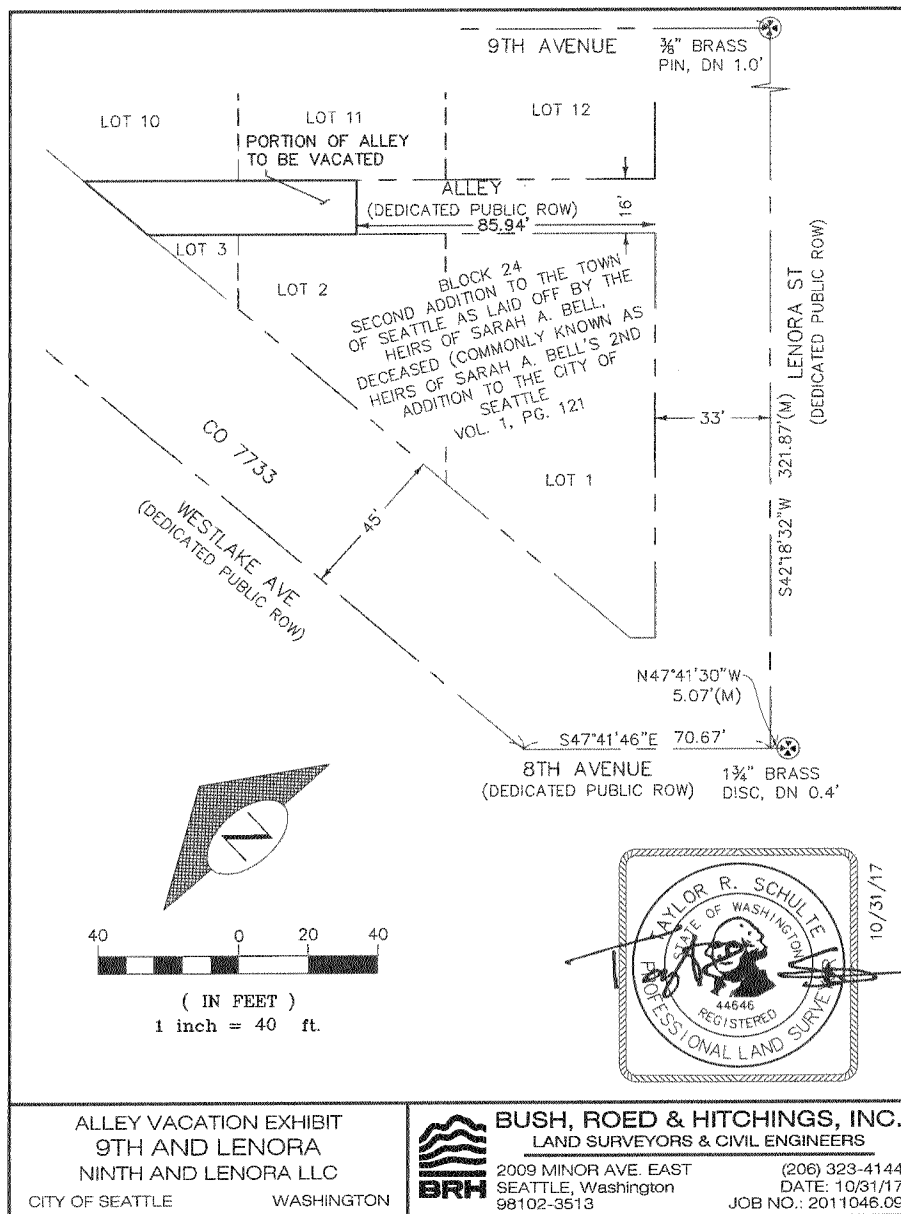 9TH AVENUE
3/8" BRASS
PIN, DN 1.0'
LOT 10
LOT 11
LOT 12
PORTION OF ALLEY
TO BE VACATED
ALLEY
(DEDICATED PUBLIC ROW)
85.94'
16'
LOT 3
LOT 2
BLOCK 24
SECOND ADDITION TO THE TOWN
OF SEATTLE AS LAID OFF BY THE
HEIRS OF SARAH A. BELL,
DECEASED (COMMONLY KNOWN AS
HEIRS OF SARAH A. BELL'S 2ND
ADDITION TO THE CITY OF
SEATTLE
VOL. 1, PG. 121
LENORA ST
(DEDICATED PUBLIC ROW)
S42°18'32"W 321.87'(M)
33'
CO 7733
WESTLAKE AVE
(DEDICATED PUBLIC ROW)
45'
LOT 1
N47°41'30"W
5.07'(M)
S47°41'46"E 70.67'
8TH AVENUE
(DEDICATED PUBLIC ROW)
1¾" BRASS
DISC, DN 0.4'
N
40 0 20 40
( IN FEET )
1 inch = 40 ft.
TAYLOR R. SCHULTE
STATE OF WASHINGTON
44646
REGISTERED
PROFESSIONAL LAND SURVEYOR
10/31/17
ALLEY VACATION EXHIBIT
9TH AND LENORA
NINTH AND LENORA LLC
CITY OF SEATTLE WASHINGTON
BRH
BUSH, ROED & HITCHINGS, INC.
LAND SURVEYORS & CIVIL ENGINEERS
2009 MINOR AVE. EAST (206) 323-4144
SEATTLE, Washington DATE: 10/31/17
98102-3513 JOB NO.: 2011046.09